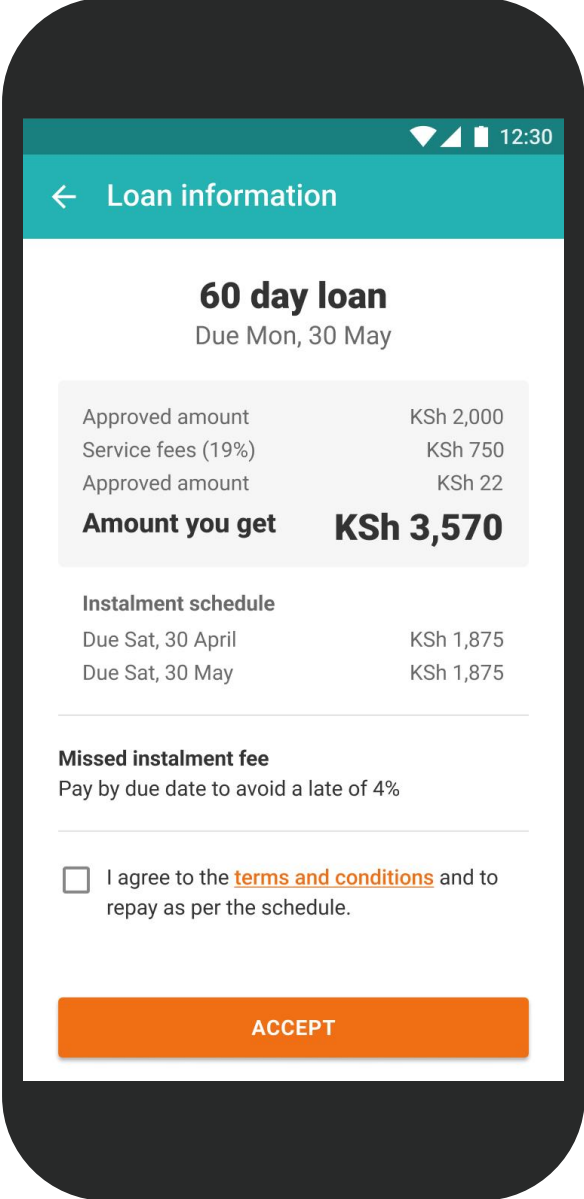 12:30
Loan information
60 day loan
Due Mon, 30 May
Approved amount KSh 2,000
Service fees (19%) KSh 750
Approved amount KSh 22
Amount you get KSh 3,570
Instalment schedule
Due Sat, 30 April KSh 1,875
Due Sat, 30 May KSh 1,875
Missed instalment fee
Pay by due date to avoid a late of 4%
I agree to the terms and conditions and to
repay as per the schedule.
ACCEPT